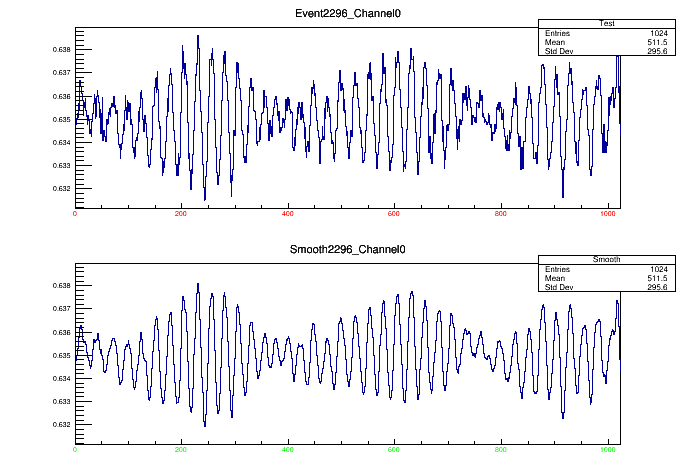 Event2296_Channel0
Test
Entries 1024
Mean 511.5
Std Dev 295.6
0.638
0.637
0.636
0.635
0.634
0.633
0.632
0 200 400 600 800 1000
Smooth2296_Channel0
Smooth
Entries 1024
Mean 511.5
Std Dev 295.6
0.638
0.637
0.636
0.635
0.634
0.633
0.632
0 200 400 600 800 1000